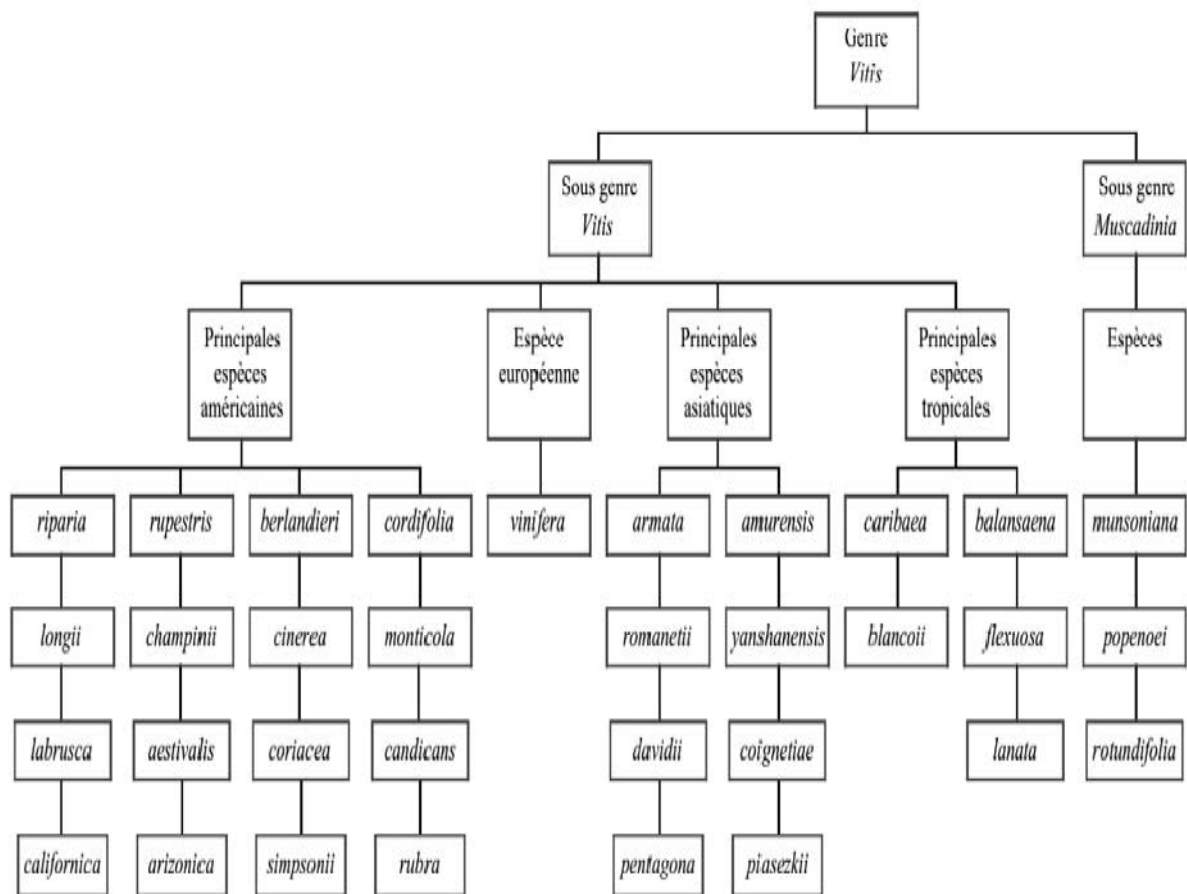 Genre
Vitis
Sous genre
Vitis
Sous genre
Muscadinia
Principales
espèces
américaines
Espèce
européenne
Principales
espèces
asiatiques
Principales
espèces
tropicales
Espèces
riparia
rupestris
berlandieri
cordifolia
vinifera
armata
amurensis
caribaea
balansaena
munsoniana
longii
champinii
cinerea
monticola
romanetii
yanshanensis
blancoii
flexuosa
popenoei
labrusca
aestivalis
coriacea
candicans
davidii
coignetiae
lanata
rotundifolia
californica
arizonica
simpsonii
rubra
pentagona
piasezkii